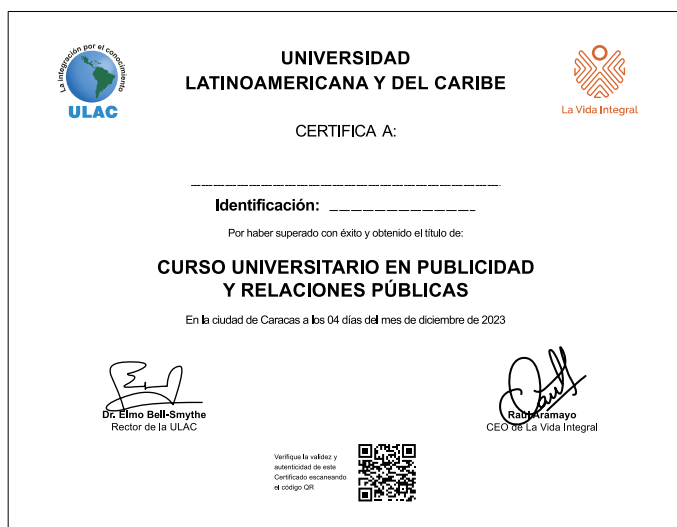 La integración por el conocimiento
ULAC
UNIVERSIDAD
LATINOAMERICANA Y DEL CARIBE
La Vida Integral
CERTIFICA A:
Identificación:
Por haber superado con éxito y obtenido el título de:
CURSO UNIVERSITARIO EN PUBLICIDAD
Y RELACIONES PÚBLICAS
En la ciudad de Caracas a los 04 días del mes de diciembre de 2023
Dr. Elmo Bell-Smythe
Rector de la ULAC
Raúl Aramayo
CEO de La Vida Integral
Verifique la validez y
autenticidad de este
Certificado escaneando
el código QR